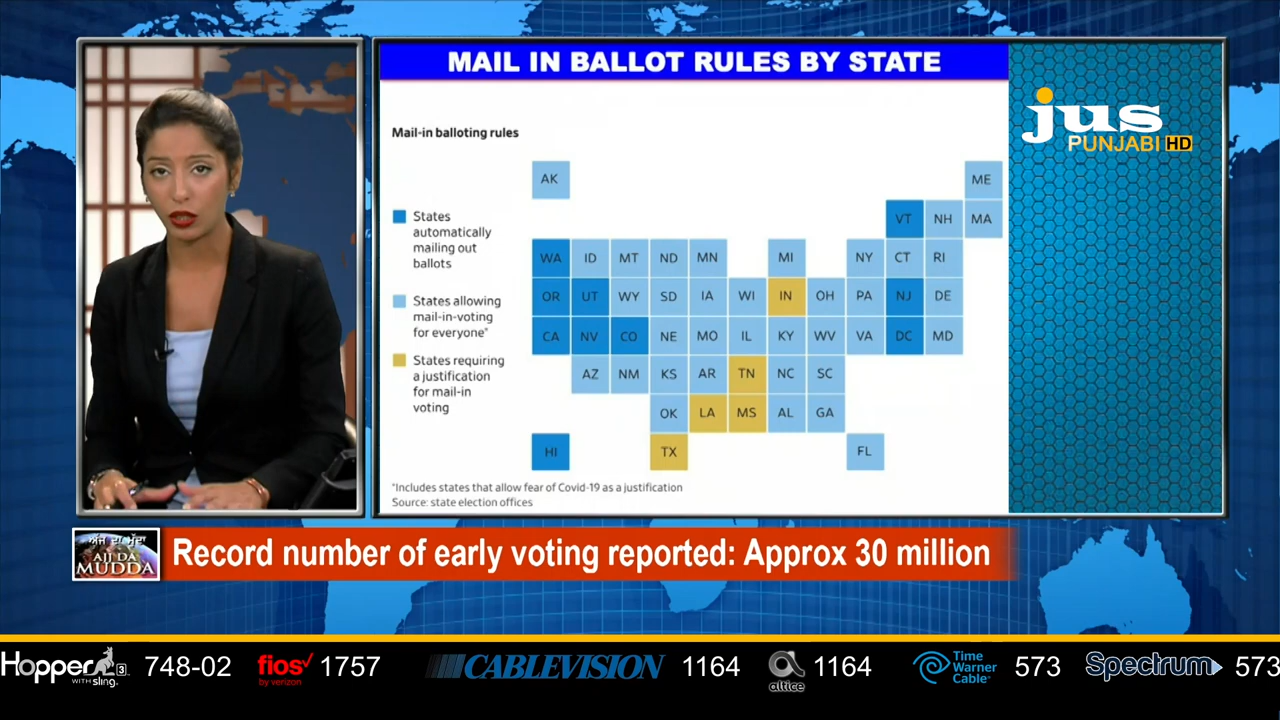 MAIL IN BALLOT RULES BY STATE
jus
PUNJABI HD
Mail-in balloting rules
AK
ME
States
automatically
mailing out
ballots
VT NH MA
WA ID MT ND MN MI NY CT RI
States allowing
mail-in-voting
for everyone*
OR UT WY SD IA WI IN OH PA NJ DE
CA NV CO NE MO IL KY WV VA DC MD
States requiring
a justification
for mail-in
voting
AZ NM KS AR TN NC SC
OK LA MS AL GA
HI TX FL
*Includes states that allow fear of Covid-19 as a justification
Source: state election offices
ਅੱਜ ਦਾ ਮੁੱਦਾ
AJJ DA
MUDDA
Record number of early voting reported: Approx 30 million
Hopper 3
WITH sling.
748-02
fios
by verizon
1757
CABLEVISION 1164
altice
1164
Time
Warner
Cable
573
Spectrum 573